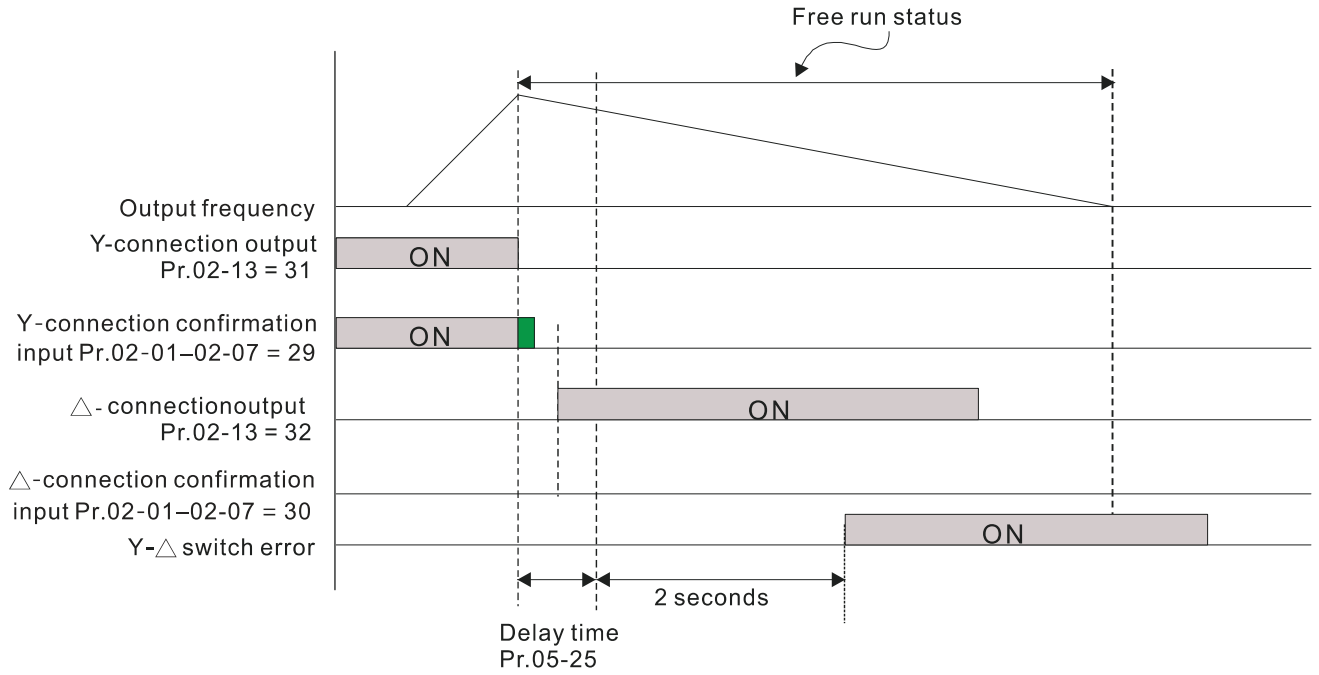 Free run status
Output frequency
Y-connection output
Pr.02-13 = 31
ON
Y-connection confirmation
input Pr.02-01–02-07 = 29
ON
△- connectionoutput
Pr.02-13 = 32
ON
△-connection confirmation
input Pr.02-01–02-07 = 30
Y-△ switch error
ON
2 seconds
Delay time
Pr.05-25